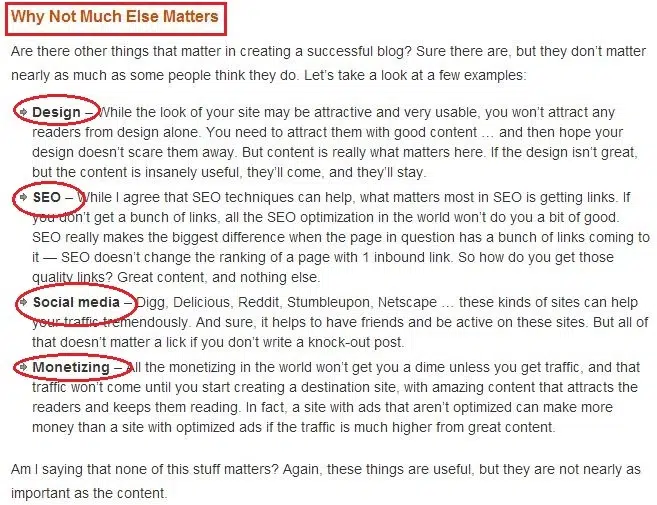 Why Not Much Else Matters
Are there other things that matter in creating a successful blog? Sure there are, but they don't matter
nearly as much as some people think they do. Let's take a look at a few examples:
Design – While the look of your site may be attractive and very usable, you won't attract any
readers from design alone. You need to attract them with good content … and then hope your
design doesn't scare them away. But content is really what matters here. If the design isn't great,
but the content is insanely useful, they'll come, and they'll stay.
SEO – While I agree that SEO techniques can help, what matters most in SEO is getting links. If
you don't get a bunch of links, all the SEO optimization in the world won't do you a bit of good.
SEO really makes the biggest difference when the page in question has a bunch of links coming to
it — SEO doesn't change the ranking of a page with 1 inbound link. So how do you get those
quality links? Great content, and nothing else.
Social media – Digg, Delicious, Reddit, Stumbleupon, Netscape … these kinds of sites can help
your traffic tremendously. And sure, it helps to have friends and be active on these sites. But all of
that doesn't matter a lick if you don't write a knock-out post.
Monetizing – All the monetizing in the world won't get you a dime unless you get traffic, and that
traffic won't come until you start creating a destination site, with amazing content that attracts the
readers and keeps them reading. In fact, a site with ads that aren't optimized can make more
money than a site with optimized ads if the traffic is much higher from great content.
Am I saying that none of this stuff matters? Again, these things are useful, but they are not nearly as
important as the content.